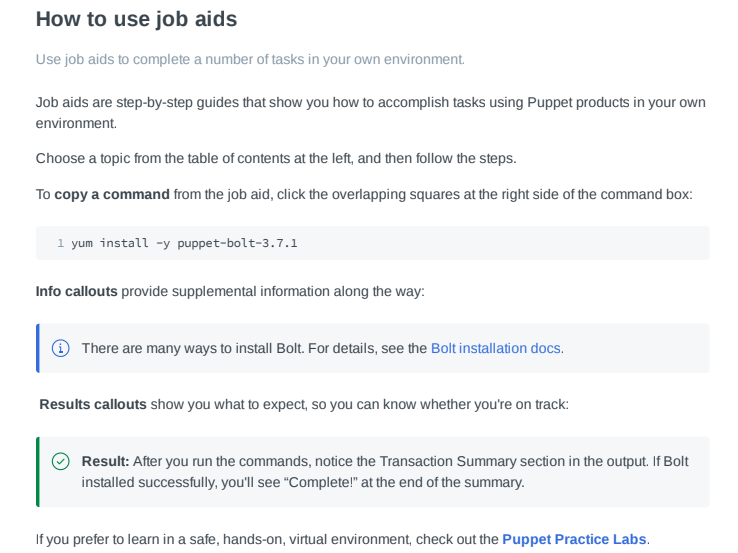 How to use job aids
Use job aids to complete a number of tasks in your own environment.
Job aids are step-by-step guides that show you how to accomplish tasks using Puppet products in your own
environment.
Choose a topic from the table of contents at the left, and then follow the steps.
To copy a command from the job aid, click the overlapping squares at the right side of the command box:
1 yum install -y puppet-bolt-3.7.1
Info callouts provide supplemental information along the way:
There are many ways to install Bolt. For details, see the Bolt installation docs.
Results callouts show you what to expect, so you can know whether you're on track:
Result: After you run the commands, notice the Transaction Summary section in the output. If Bolt
installed successfully, you'll see “Complete!” at the end of the summary.
If you prefer to learn in a safe, hands-on, virtual environment, check out the Puppet Practice Labs.